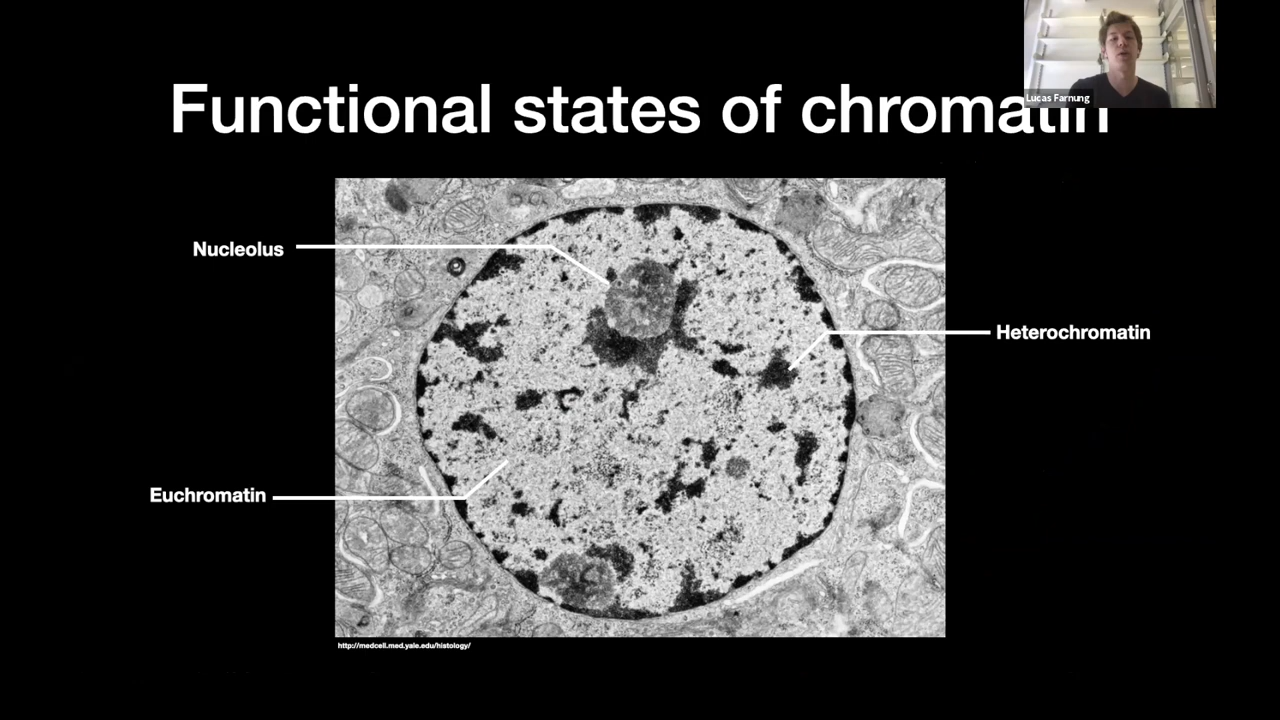 Lucas Farnung
Functional states of chromatin
Nucleolus
Heterochromatin
Euchromatin
http://medcell.med.yale.edu/histology/